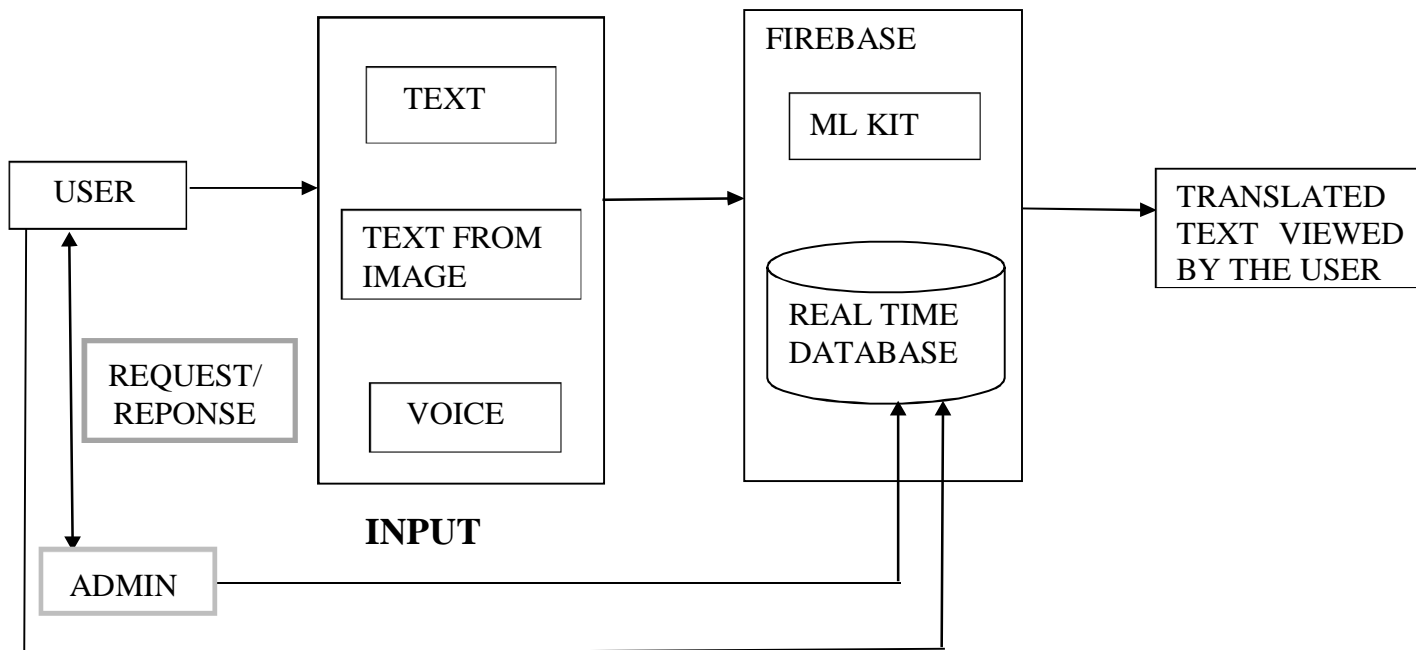 FIREBASE
TEXT
ML KIT
USER
TEXT FROM
IMAGE
TRANSLATED
TEXT VIEWED
BY THE USER
REAL TIME
DATABASE
REQUEST/
REPONSE
VOICE
INPUT
ADMIN